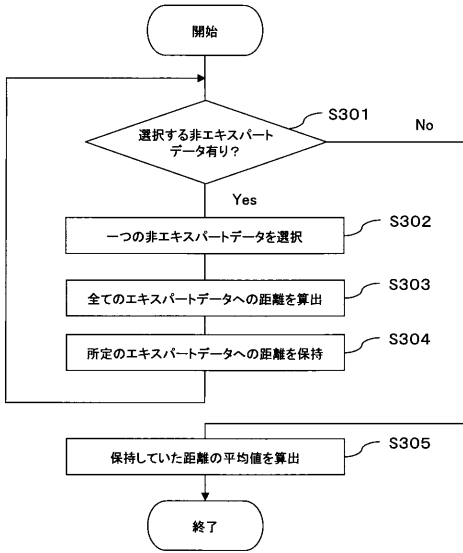 開始
選択する非エキスパート
データ有り?
S301
No
Yes
一つの非エキスパートデータを選択
S302
全てのエキスパートデータへの距離を算出
S303
所定のエキスパートデータへの距離を保持
S304
保持していた距離の平均値を算出
S305
終了